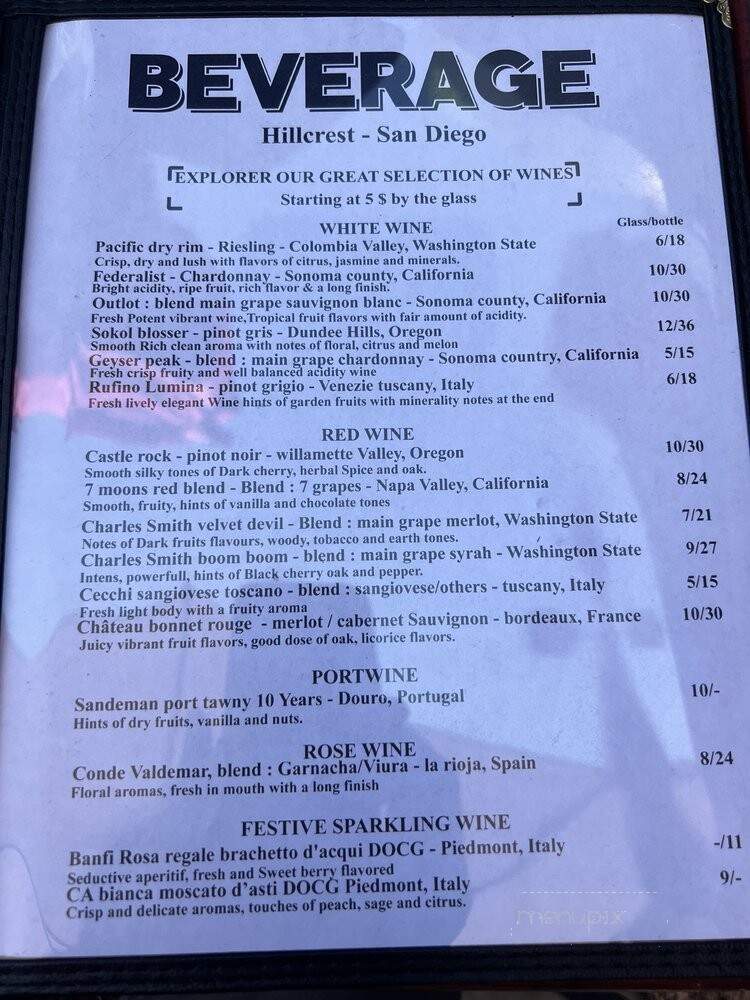 BEVERAGE
Hillcrest - San Diego
EXPLORER OUR GREAT SELECTION OF WINES
Starting at 5 $ by the glass
WHITE WINE Glass/bottle
Pacific dry rim - Riesling - Colombia Valley, Washington State 6/18
Crisp, dry and lush with flavors of citrus, jasmine and minerals.
Federalist - Chardonnay - Sonoma county, California 10/30
Bright acidity, ripe fruit, rich flavor & a long finish.
Outlot : blend main grape sauvignon blanc - Sonoma county, California 10/30
Fresh Potent vibrant wine,Tropical fruit flavors with fair amount of acidity.
Sokol blosser - pinot gris - Dundee Hills, Oregon 12/36
Smooth Rich clean aroma with notes of floral, citrus and melon
Geyser peak - blend : main grape chardonnay - Sonoma country, California 5/15
Fresh crisp fruity and well balanced acidity wine
Rufino Lumina - pinot grigio - Venezie tuscany, Italy 6/18
Fresh lively elegant Wine hints of garden fruits with minerality notes at the end
RED WINE
Castle rock - pinot noir - willamette Valley, Oregon 10/30
Smooth silky tones of Dark cherry, herbal Spice and oak.
7 moons red blend - Blend : 7 grapes - Napa Valley, California 8/24
Smooth, fruity, hints of vanilla and chocolate tones
Charles Smith velvet devil - Blend : main grape merlot, Washington State 7/21
Notes of Dark fruits flavours, woody, tobacco and earth tones.
Charles Smith boom boom - blend : main grape syrah - Washington State 9/27
Intens, powerfull, hints of Black cherry oak and pepper.
Cecchi sangiovese toscano - blend : sangiovese/others - tuscany, Italy 5/15
Fresh light body with a fruity aroma
Château bonnet rouge - merlot / cabernet Sauvignon - bordeaux, France 10/30
Juicy vibrant fruit flavors, good dose of oak, licorice flavors.
PORTWINE
Sandeman port tawny 10 Years - Douro, Portugal 10/-
Hints of dry fruits, vanilla and nuts.
ROSE WINE
Conde Valdemar, blend : Garnacha/Viura - la rioja, Spain 8/24
Floral aromas, fresh in mouth with a long finish
FESTIVE SPARKLING WINE
Banfi Rosa regale brachetto d'acqui DOCG - Piedmont, Italy -/11
Seductive aperitif, fresh and Sweet berry flavored
CA bianca moscato d'asti DOCG Piedmont, Italy 9/-
Crisp and delicate aromas, touches of peach, sage and citrus.
menupix